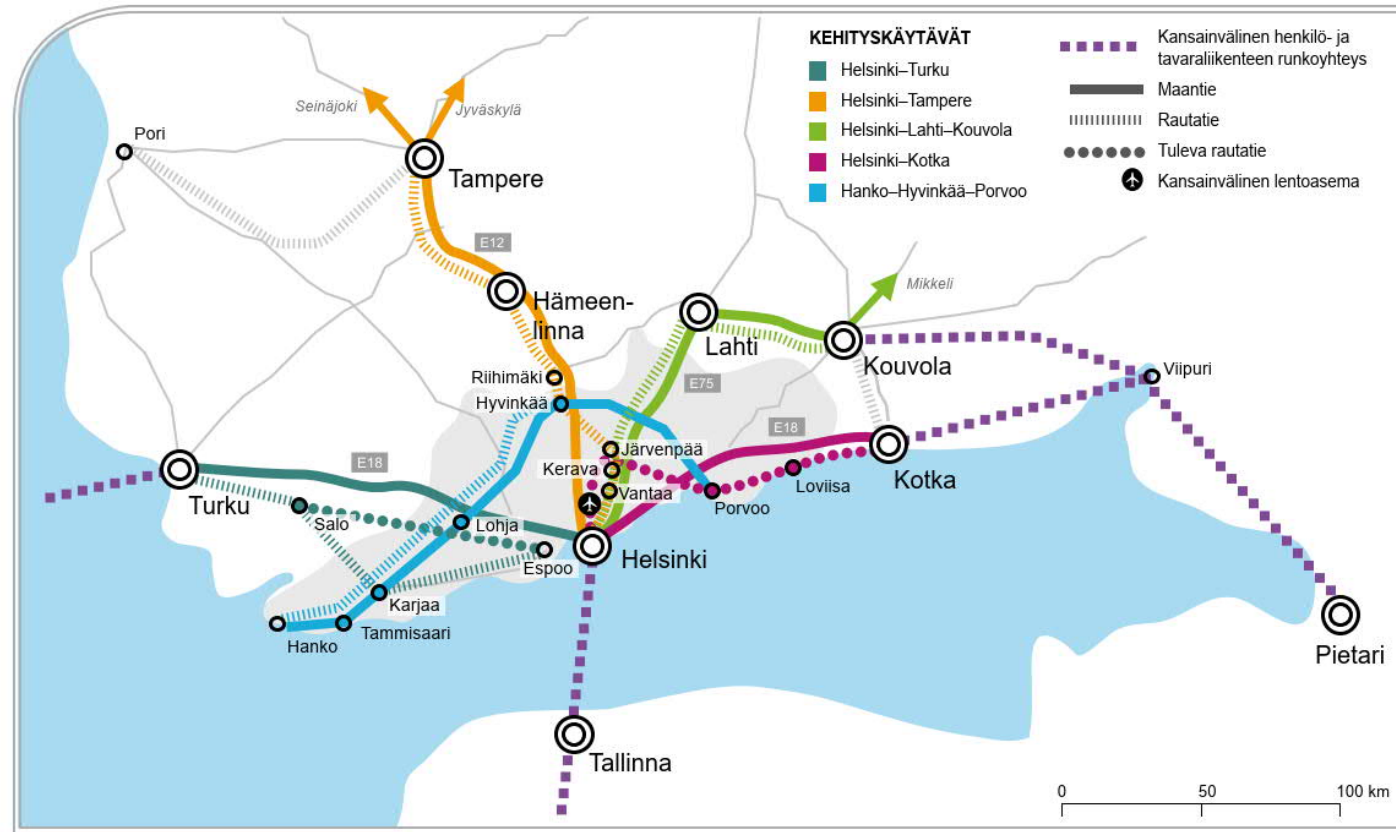 KEHITYSKÄYTÄVÄT
Helsinki–Turku
Helsinki–Tampere
Helsinki–Lahti–Kouvola
Helsinki–Kotka
Hanko–Hyvinkää–Porvoo
Kansainvälinen henkilö- ja
tavaraliikenteen runkoyhteys
Maantie
Rautatie
Tuleva rautatie
Kansainvälinen lentoasema
Seinäjoki
Jyväskylä
Pori
Tampere
E12
Hämeen-
linna
Mikkeli
Lahti
Kouvola
Riihimäki
E75
Viipuri
Hyvinkää
E18
Järvenpää
Kerava
E18
Loviisa
Kotka
Turku
Vantaa
Porvoo
Salo
Lohja
Helsinki
Espoo
Karjaa
Hanko
Tammisaari
Pietari
Tallinna
0 50 100 km